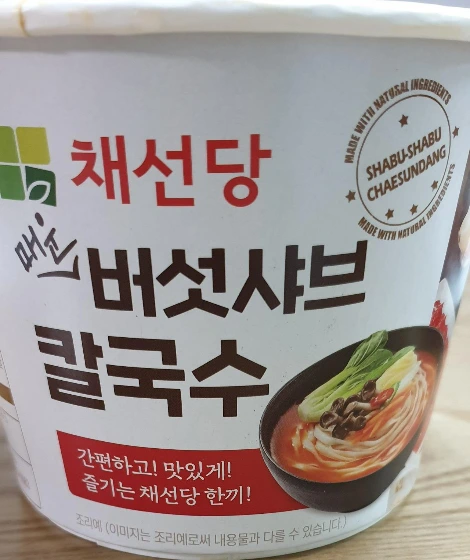 채선당
매운
버섯샤브
칼국수
MADE WITH NATURAL INGREDIENTS
SHABU-SHABU
CHAESUNDANG
MADE WITH NATURAL INGREDIENTS
간편하고! 맛있게!
즐기는 채선당 한끼!
조리예 (이미지는 조리예로써 내용물과 다를 수 있습니다.)